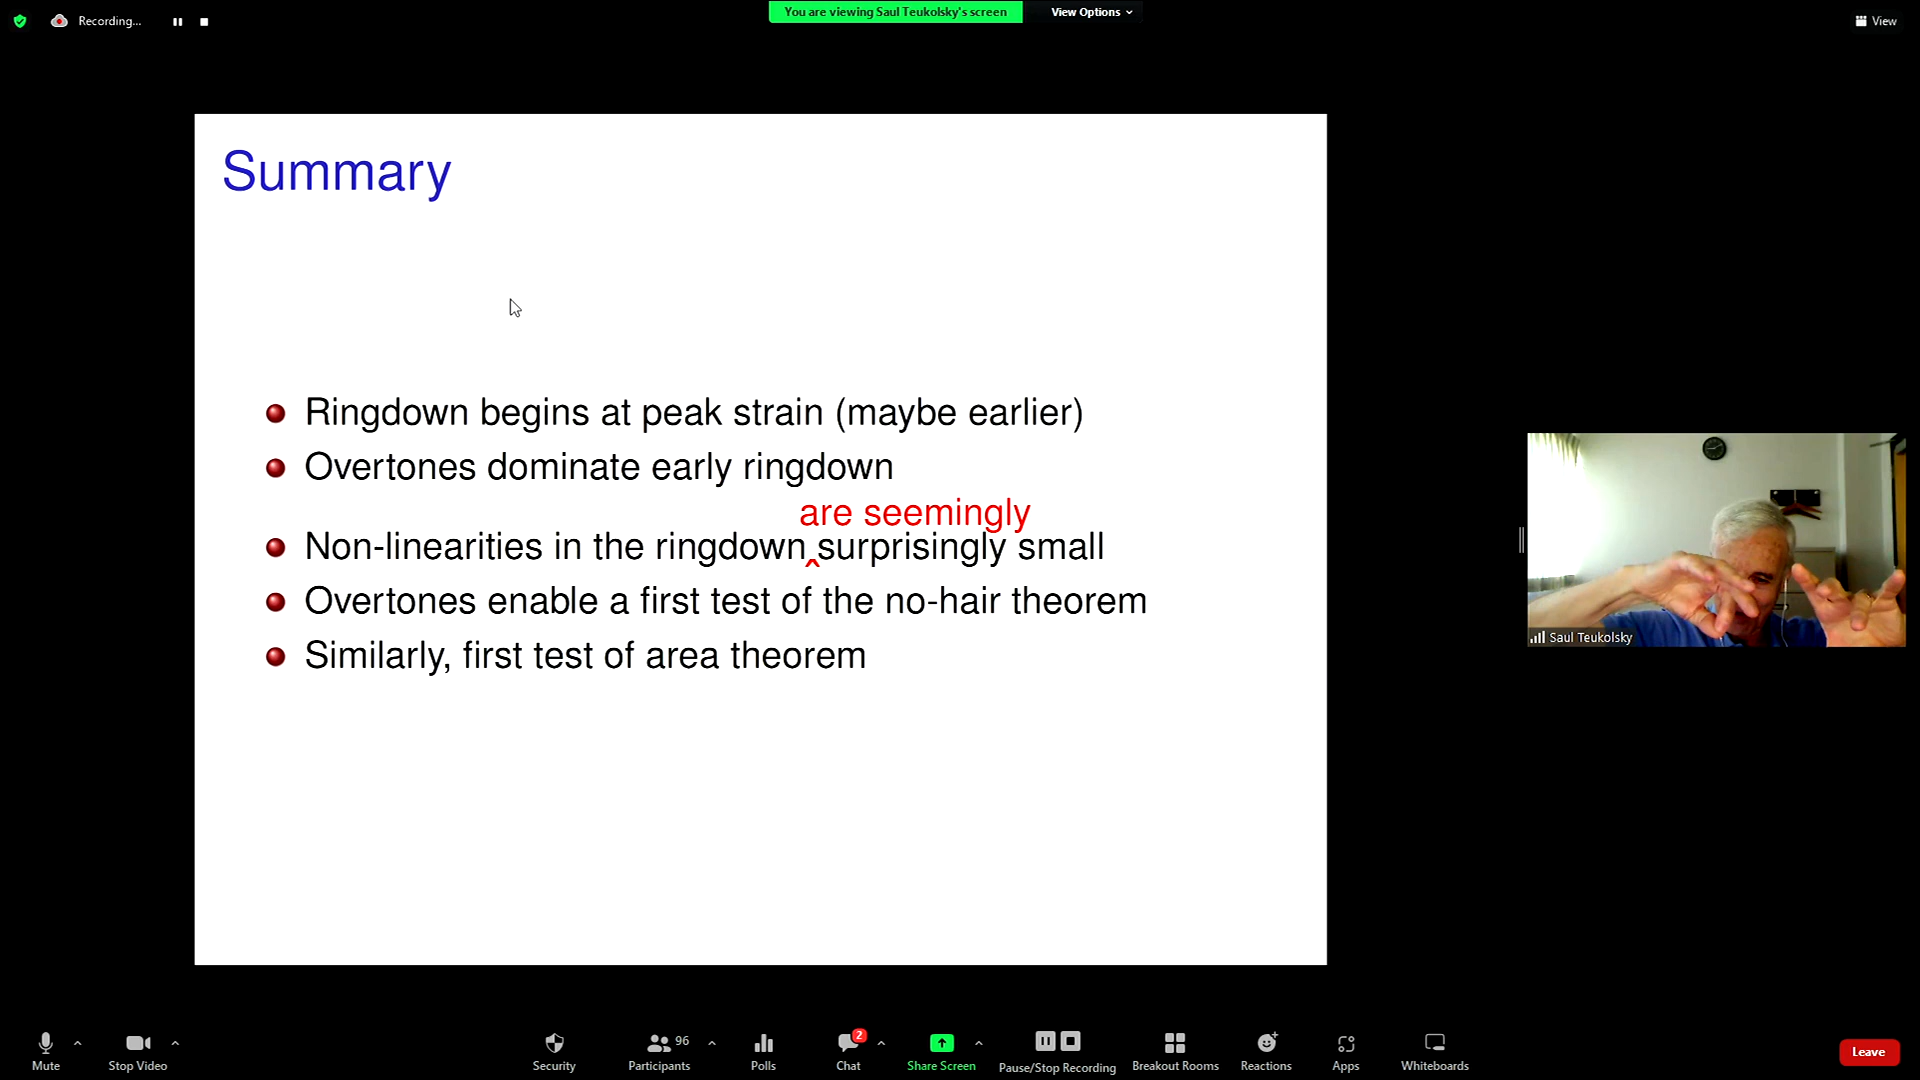 Recording...
You are viewing Saul Teukolsky's screen
View Options
View
Summary
Ringdown begins at peak strain (maybe earlier)
Overtones dominate early ringdown
are seemingly
Non-linearities in the ringdown ^ surprisingly small
Overtones enable a first test of the no-hair theorem
Similarly, first test of area theorem
Saul Teukolsky
Mute
Stop Video
Security
Participants 96
Polls
Chat 2
Share Screen
Pause/Stop Recording
Breakout Rooms
Reactions
Apps
Whiteboards
Leave